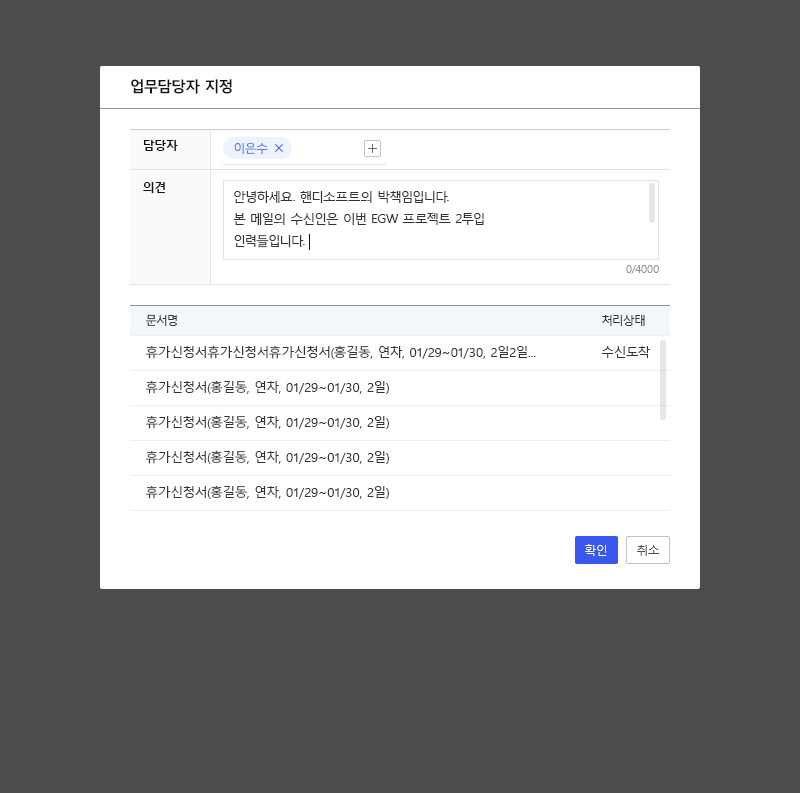 업무담당자 지정
담당자
이은수
의견
안녕하세요. 핸디소프트의 박책임입니다.
본 메일의 수신인은 이번 EGW 프로젝트 2투입
인력들입니다.
0/4000
문서명 처리상태
휴가신청서휴가신청서휴가신청서(홍길동, 연차, 01/29~01/30, 2일2일... 수신도착
휴가신청서(홍길동, 연차, 01/29~01/30, 2일)
휴가신청서(홍길동, 연차, 01/29~01/30, 2일)
휴가신청서(홍길동, 연차, 01/29~01/30, 2일)
휴가신청서(홍길동, 연차, 01/29~01/30, 2일)
확인 취소